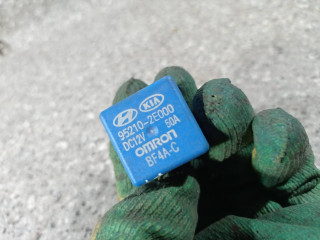 KIA
95210-2E000
DC12V 50A
OMRON
BF4A-C